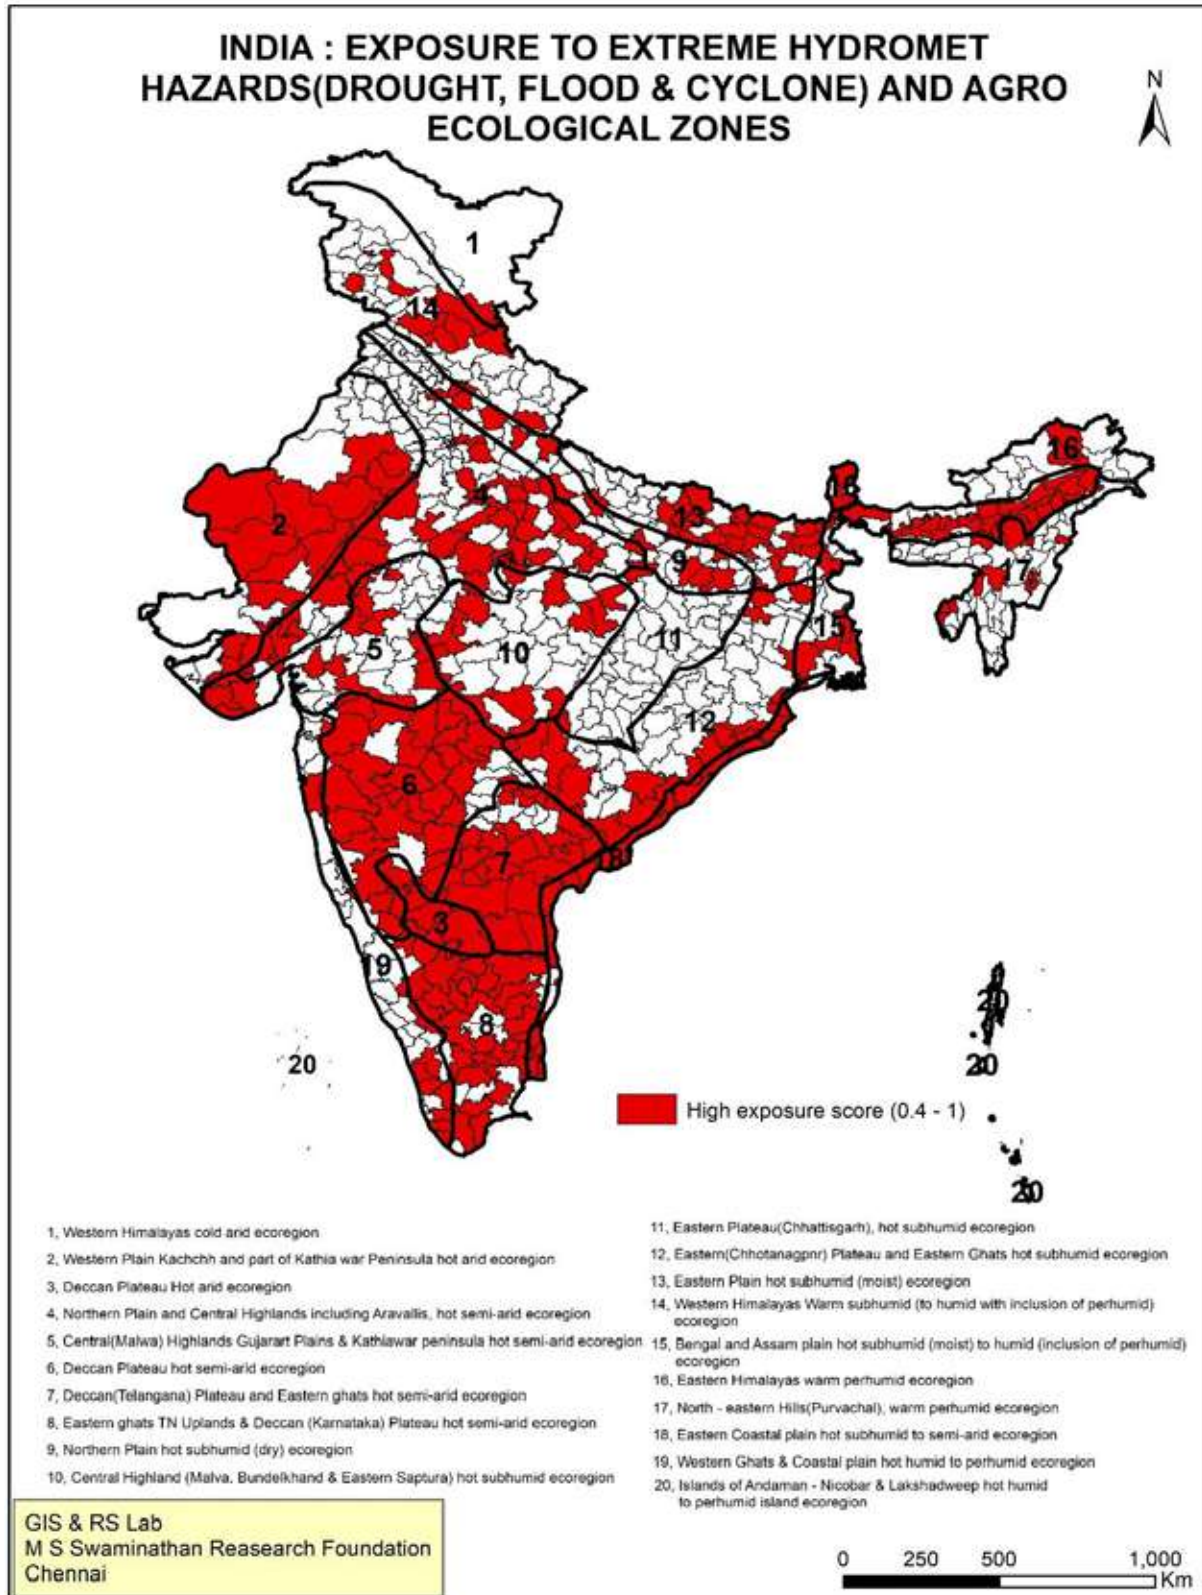 INDIA : EXPOSURE TO EXTREME HYDROMET
HAZARDS(DROUGHT, FLOOD & CYCLONE) AND AGRO
ECOLOGICAL ZONES
N
1
14
16
16
2
4
13
9
17
5
10
11
15
12
6
7
18
3
19
8
20
20
20
20
High exposure score (0.4 - 1)
1, Western Himalayas cold arid ecoregion
2, Western Plain Kachchh and part of Kathia war Peninsula hot arid ecoregion
3, Deccan Plateau Hot arid ecoregion
4, Northern Plain and Central Highlands including Aravallis, hot semi-arid ecoregion
5, Central(Malwa) Highlands Gujarart Plains & Kathiawar peninsula hot semi-arid ecoregion
6, Deccan Plateau hot semi-arid ecoregion
7, Deccan(Telangana) Plateau and Eastern ghats hot semi-arid ecoregion
8, Eastern ghats TN Uplands & Deccan (Karnataka) Plateau hot semi-arid ecoregion
9, Northern Plain hot subhumid (dry) ecoregion
10, Central Highland (Malva, Bundelkhand & Eastern Saptura) hot subhumid ecoregion
11, Eastern Plateau(Chhattisgarh), hot subhumid ecoregion
12, Eastern(Chhotanagpnr) Plateau and Eastern Ghats hot subhumid ecoregion
13, Eastern Plain hot subhumid (moist) ecoregion
14, Western Himalayas Warm subhumid (to humid with inclusion of perhumid)
ecoregion
15, Bengal and Assam plain hot subhumid (moist) to humid (inclusion of perhumid)
ecoregion
16, Eastern Himalayas warm perhumid ecoregion
17, North - eastern Hills(Purvachal), warm perhumid ecoregion
18, Eastern Coastal plain hot subhumid to semi-arid ecoregion
19, Western Ghats & Coastal plain hot humid to perhumid ecoregion
20, Islands of Andaman - Nicobar & Lakshadweep hot humid
to perhumid island ecoregion
GIS & RS Lab
M S Swaminathan Reasearch Foundation
Chennai
0 250 500 1,000
Km